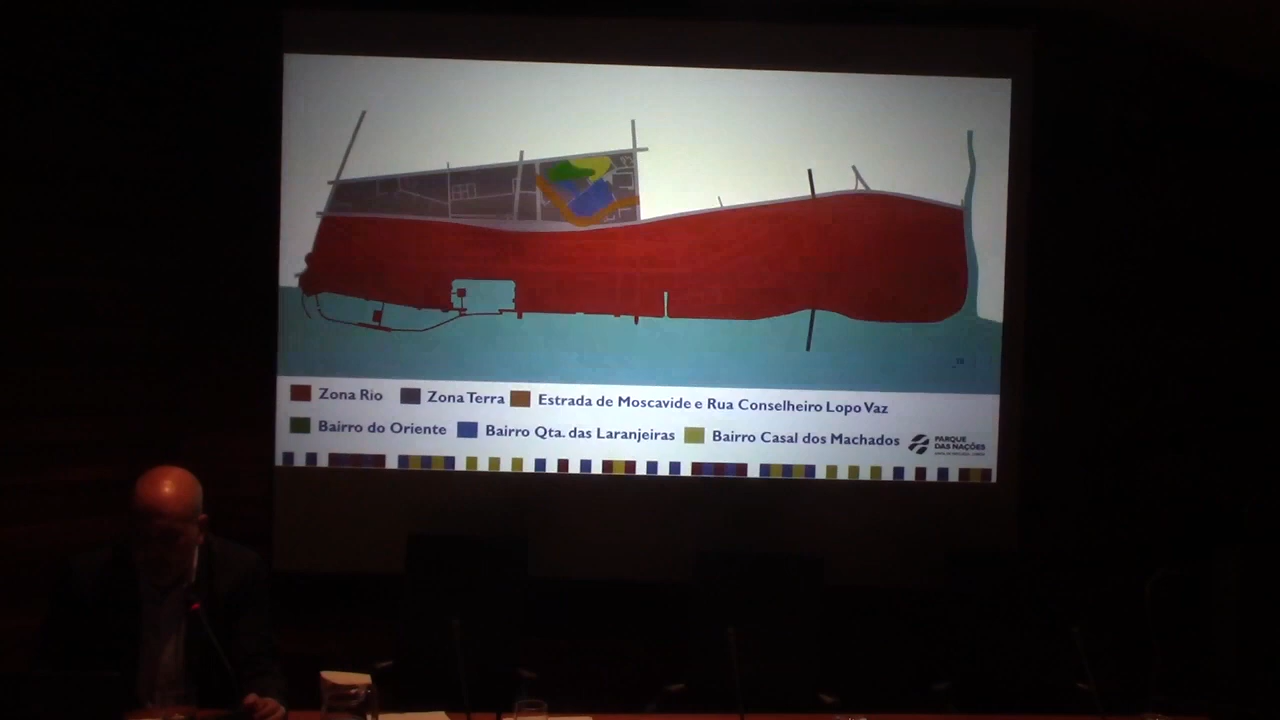 Zona Rio Zona Terra Estrada de Moscavide e Rua Conselheiro Lopo Vaz
Bairro do Oriente Bairro Qta. das Laranjeiras Bairro Casal dos Machados
PARQUE
DAS NAÇÕES